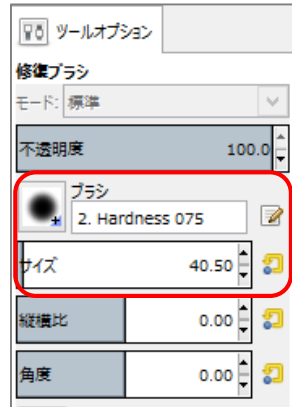 ツールオプション
修復ブラシ
モード: 標準
不透明度 100.0
ブラシ
2. Hardness 075
サイズ 40.50
縦横比 0.00
角度 0.00